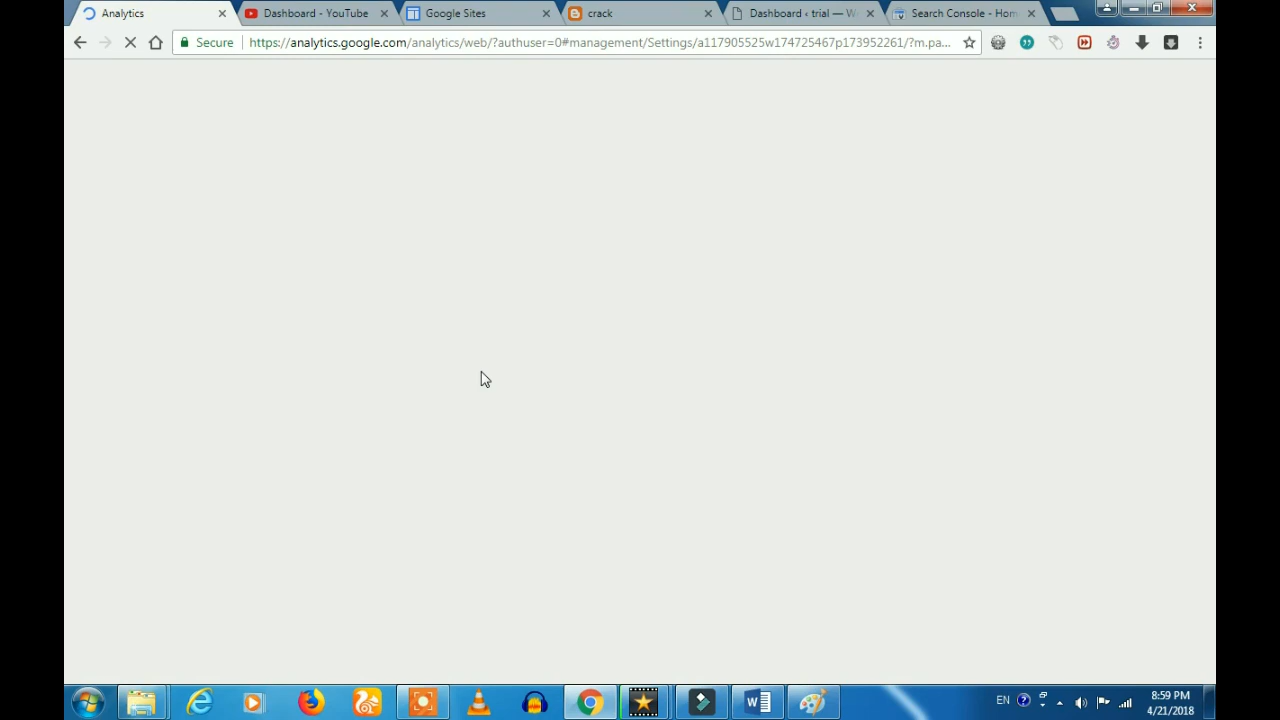 Analytics
Dashboard - YouTube
Google Sites
crack
Dashboard ‹ trial — W
Search Console - Hom
Secure
https://analytics.google.com/analytics/web/?authuser=0#management/Settings/a117905525w174725467p173952261/?m.pa...
EN
8:59 PM
4/21/2018